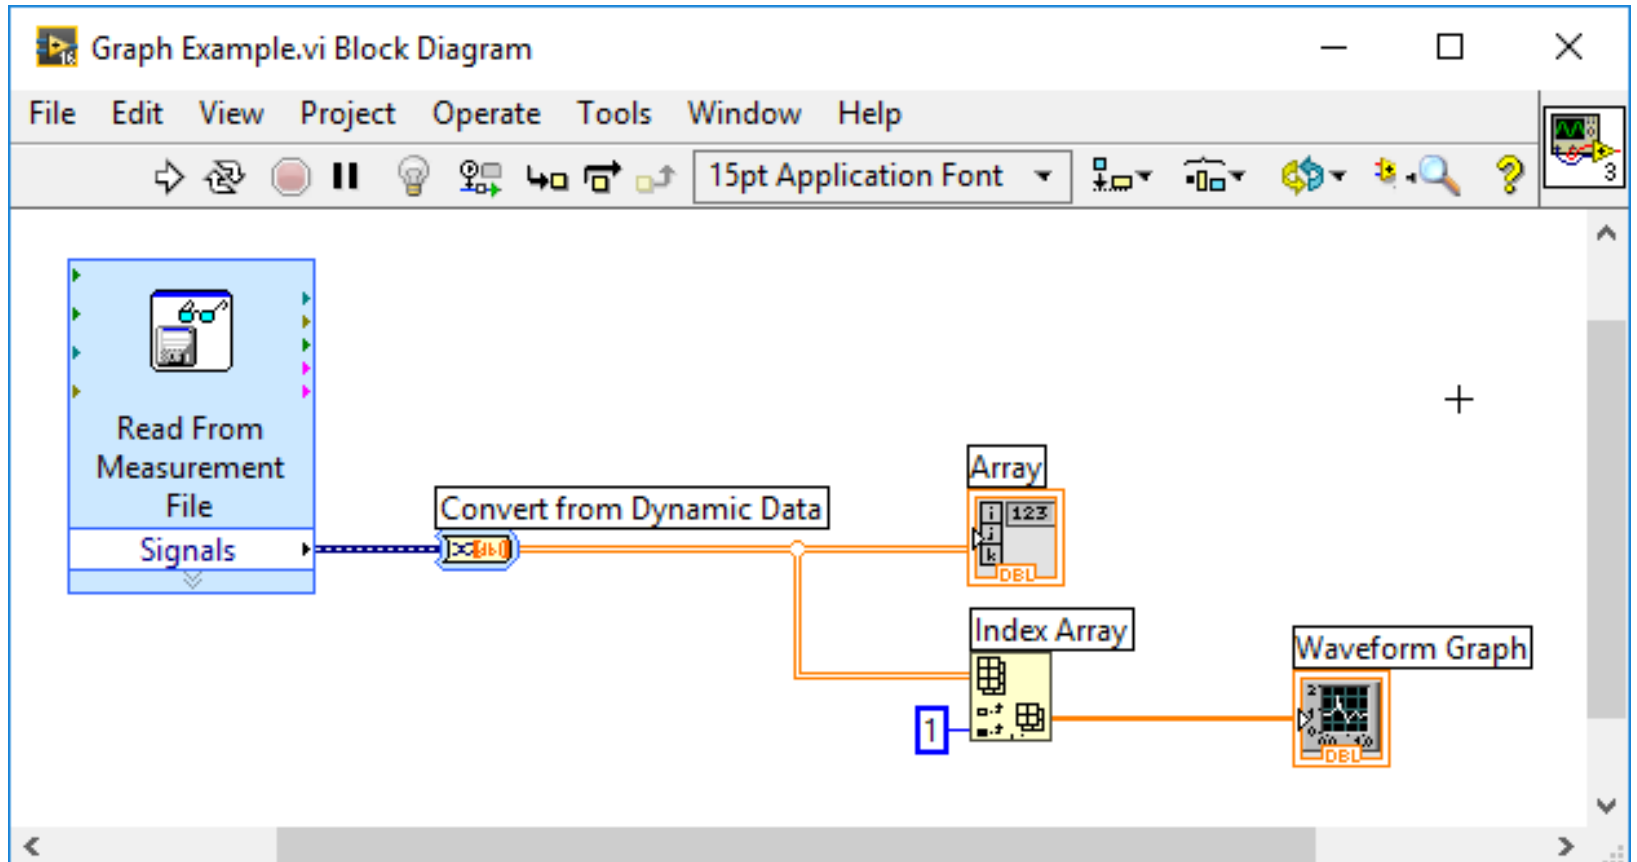 Graph Example.vi Block Diagram
File Edit View Project Operate Tools Window Help
15pt Application Font
3
Read From
Measurement
File
Signals
Convert from Dynamic Data
Array
i 123
j
k
DBL
Index Array
1
Waveform Graph
DBL